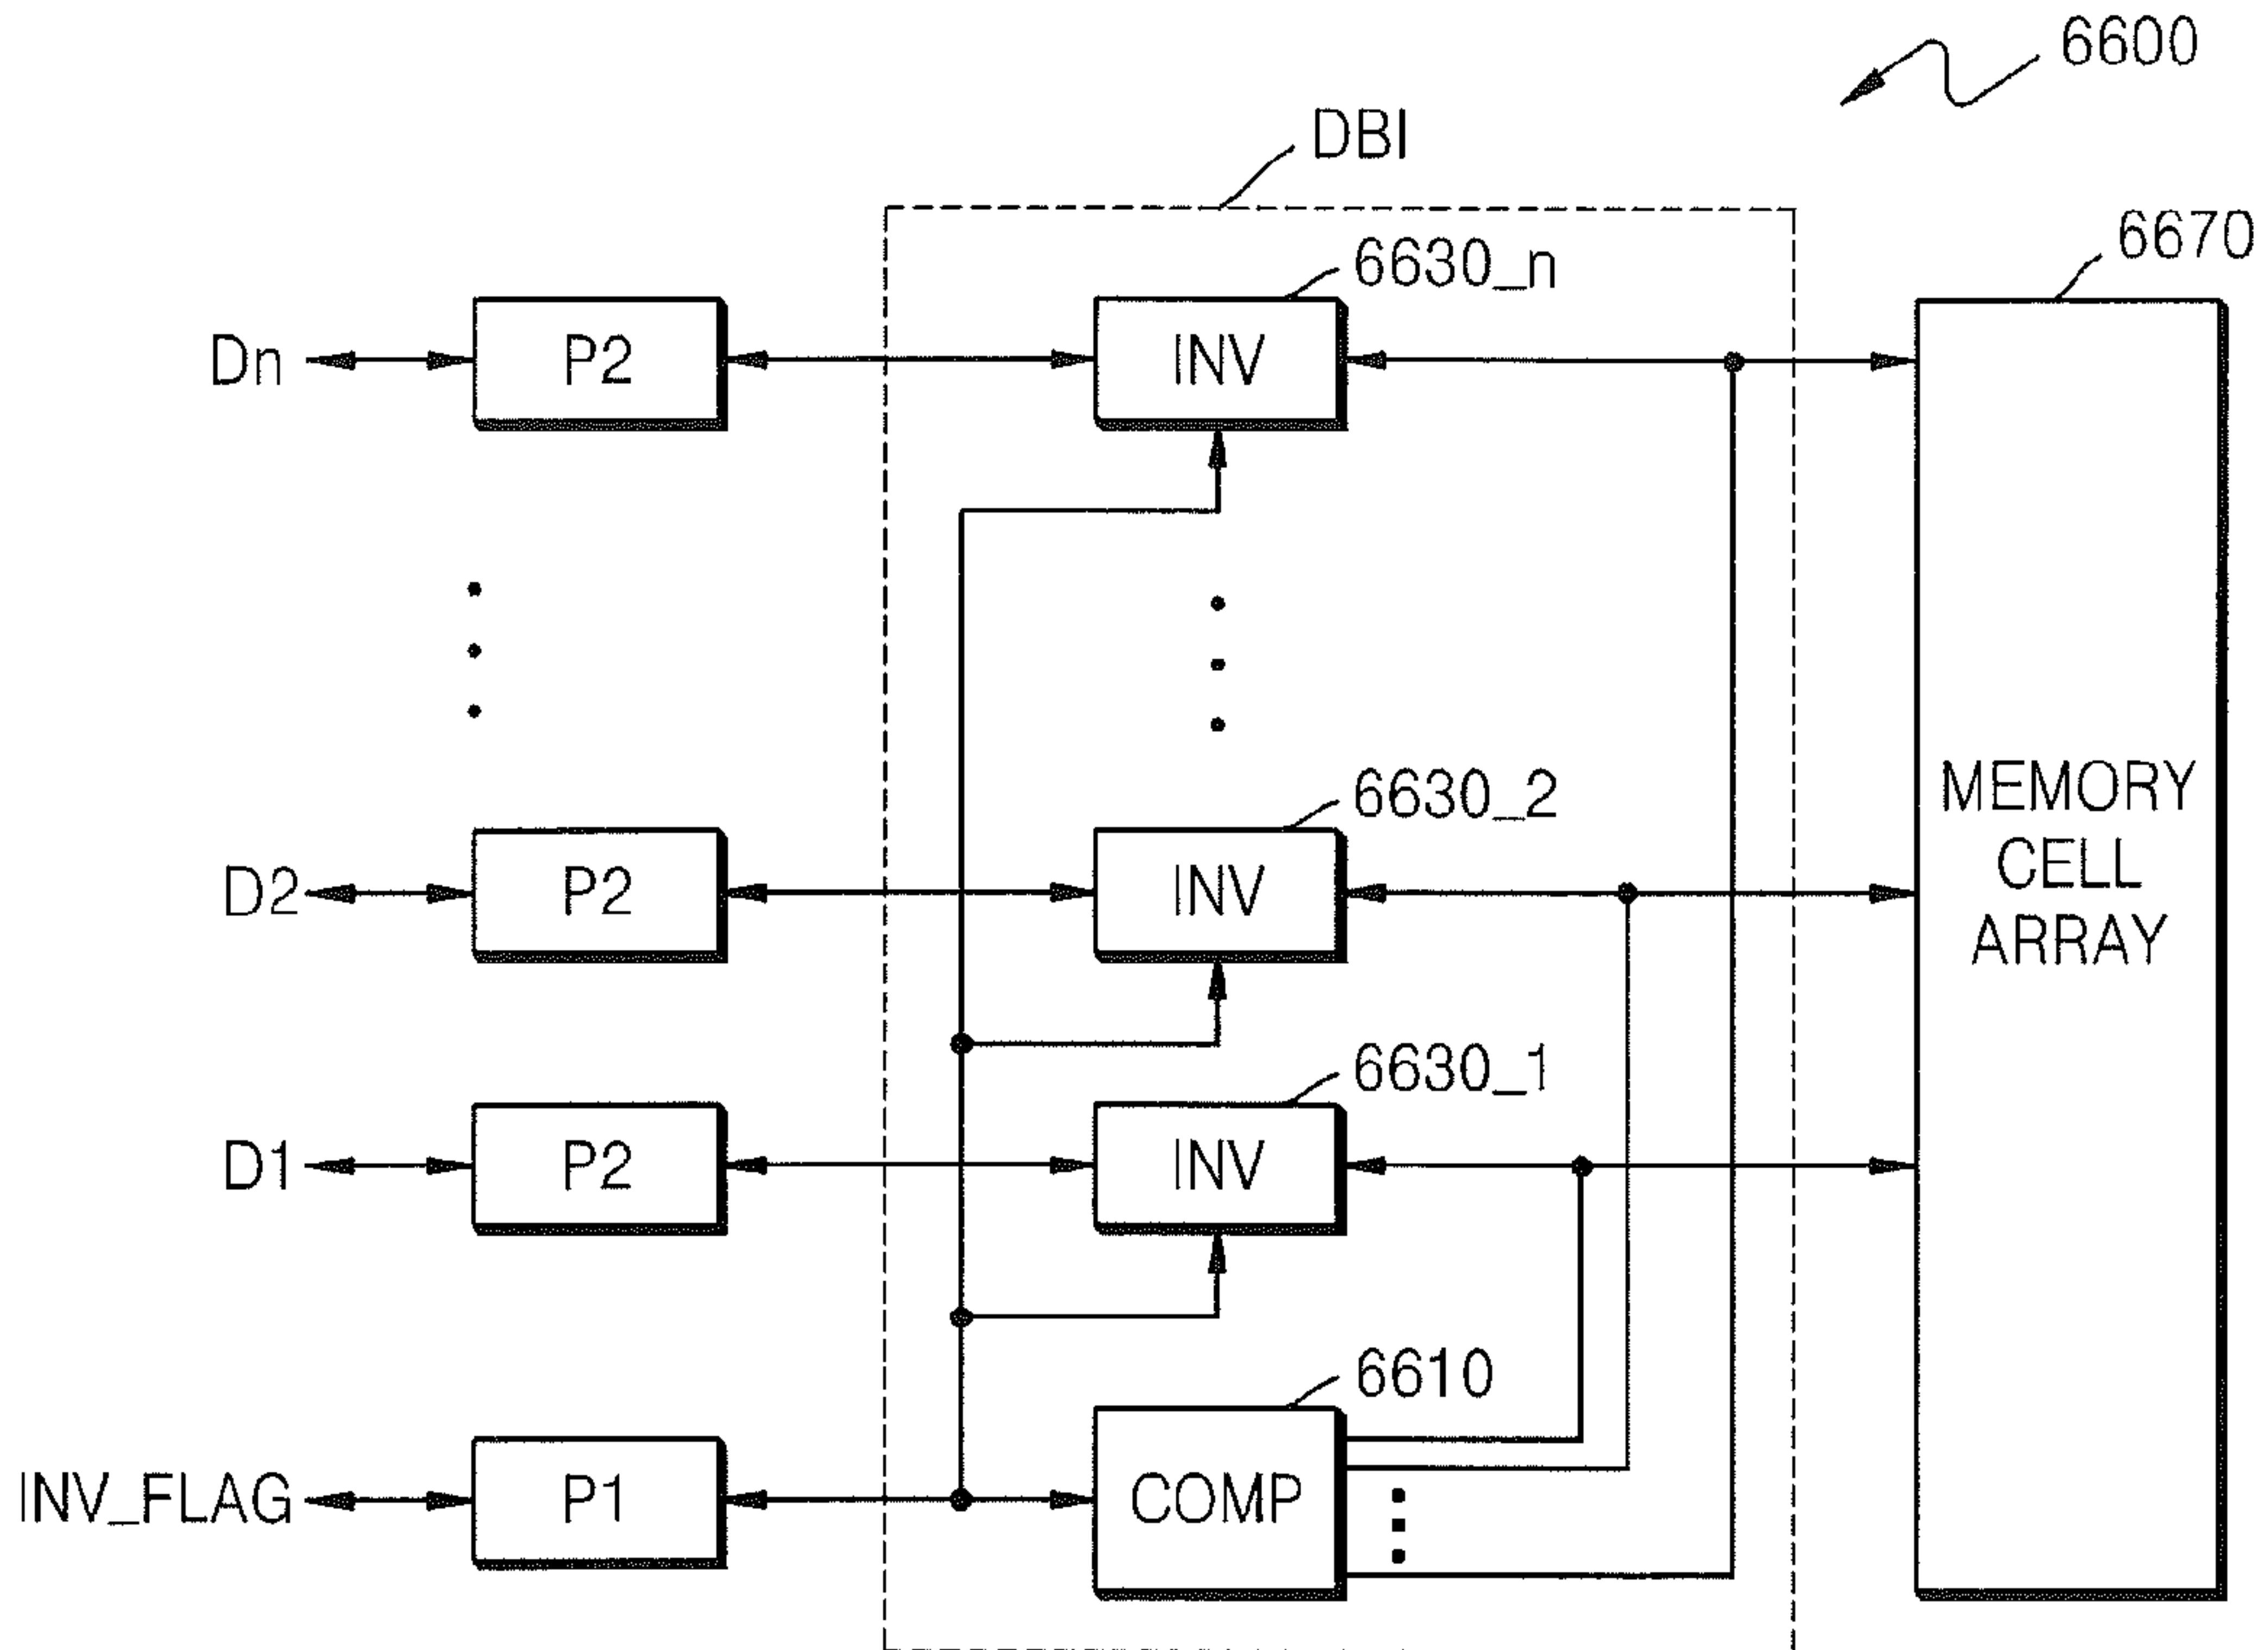 6600
DBI
6630_n
6670
Dn
P2
INV
6630_2
D2
P2
INV
MEMORY
CELL
ARRAY
6630_1
D1
P2
INV
6610
INV_FLAG
P1
COMP